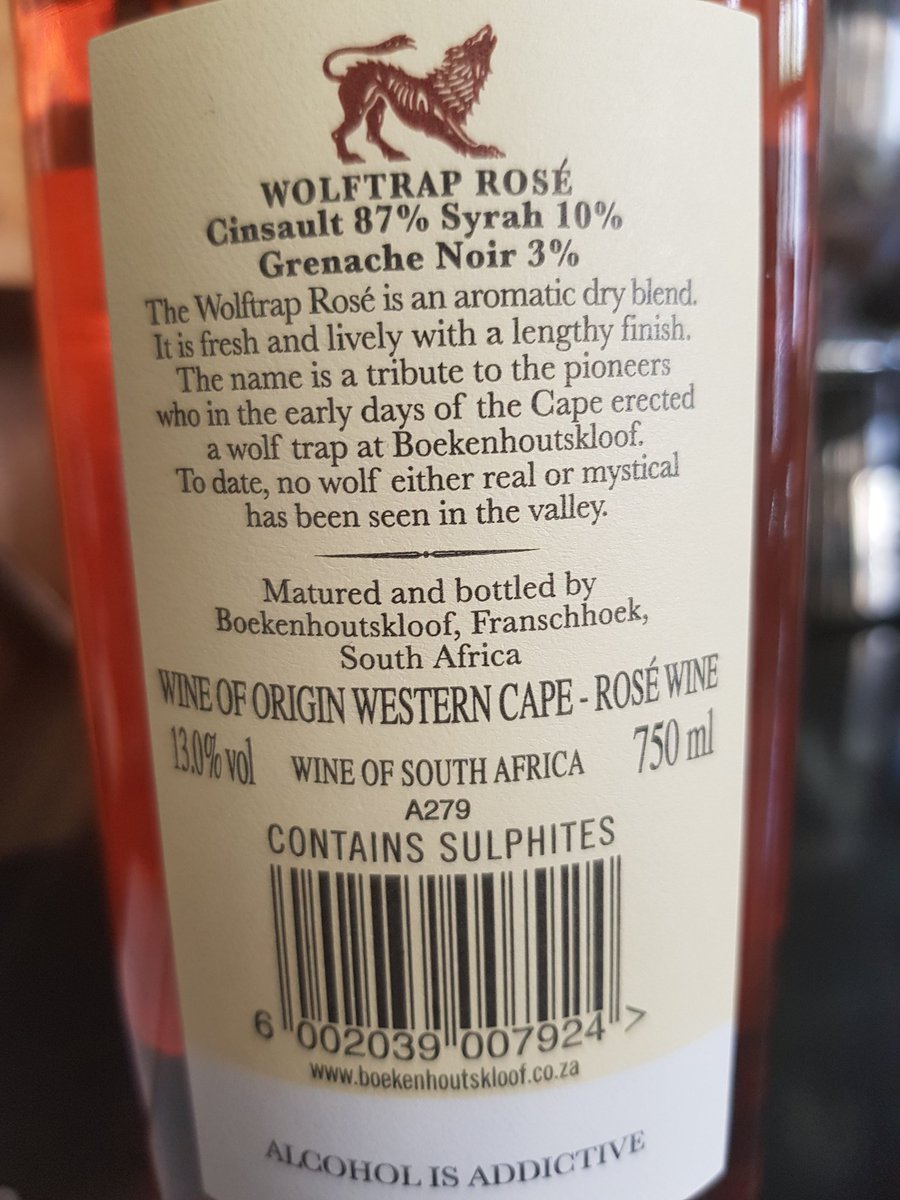 WOLFTRAP ROSÉ
Cinsault 87% Syrah 10%
Grenache Noir 3%
The Wolftrap Rosé is an aromatic dry blend.
It is fresh and lively with a lengthy finish.
The name is a tribute to the pioneers
who in the early days of the Cape erected
a wolf trap at Boekenhoutskloof.
To date, no wolf either real or mystical
has been seen in the valley.
Matured and bottled by
Boekenhoutskloof, Franschhoek,
South Africa
WINE OF ORIGIN WESTERN CAPE - ROSÉ WINE
13.0% vol WINE OF SOUTH AFRICA 750 ml
A279
CONTAINS SULPHITES
6 002039 007924 >
www.boekenhoutskloof.co.za
ALCOHOL IS ADDICTIVE